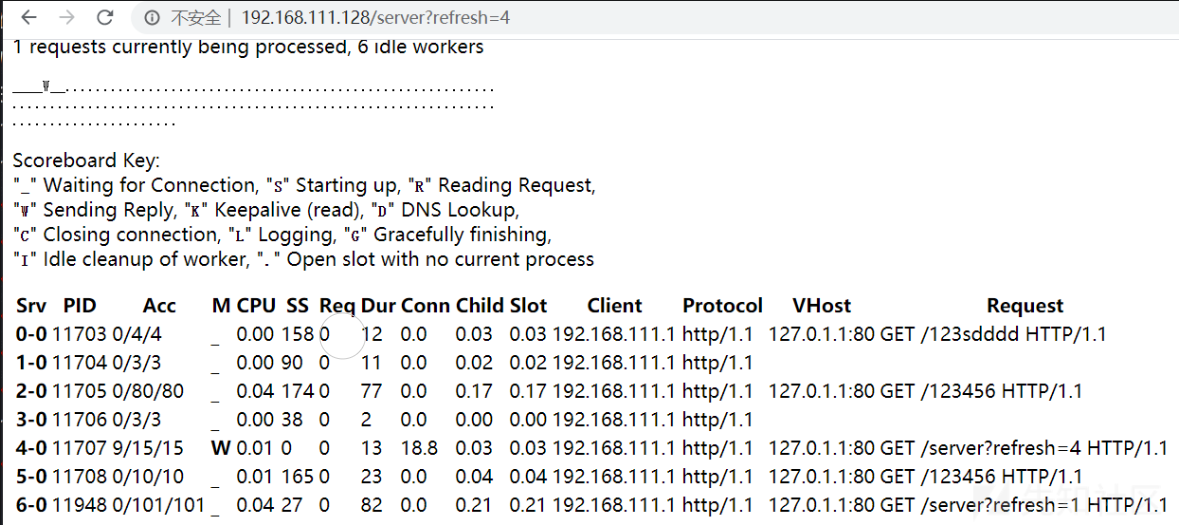 不安全 | 192.168.111.128/server?refresh=4
1 requests currently being processed, 6 idle workers
____W__.........................................................
................................................................
......................
Scoreboard Key:
"_" Waiting for Connection, "S" Starting up, "R" Reading Request,
"W" Sending Reply, "K" Keepalive (read), "D" DNS Lookup,
"C" Closing connection, "L" Logging, "G" Gracefully finishing,
"I" Idle cleanup of worker, "." Open slot with no current process
Srv PID Acc M CPU SS Req Dur Conn Child Slot Client Protocol VHost Request
0-0 11703 0/4/4 _ 0.00 158 0 12 0.0 0.03 0.03 192.168.111.1 http/1.1 127.0.1.1:80 GET /123sdddd HTTP/1.1
1-0 11704 0/3/3 _ 0.00 90 0 11 0.0 0.02 0.02 192.168.111.1 http/1.1
2-0 11705 0/80/80 _ 0.04 174 0 77 0.0 0.17 0.17 192.168.111.1 http/1.1 127.0.1.1:80 GET /123456 HTTP/1.1
3-0 11706 0/3/3 _ 0.00 38 0 2 0.0 0.00 0.00 192.168.111.1 http/1.1
4-0 11707 9/15/15 W 0.01 0 0 13 18.8 0.03 0.03 192.168.111.1 http/1.1 127.0.1.1:80 GET /server?refresh=4 HTTP/1.1
5-0 11708 0/10/10 _ 0.01 165 0 23 0.0 0.04 0.04 192.168.111.1 http/1.1 127.0.1.1:80 GET /123456 HTTP/1.1
6-0 11948 0/101/101 _ 0.04 27 0 82 0.0 0.21 0.21 192.168.111.1 http/1.1 127.0.1.1:80 GET /server?refresh=1 HTTP/1.1